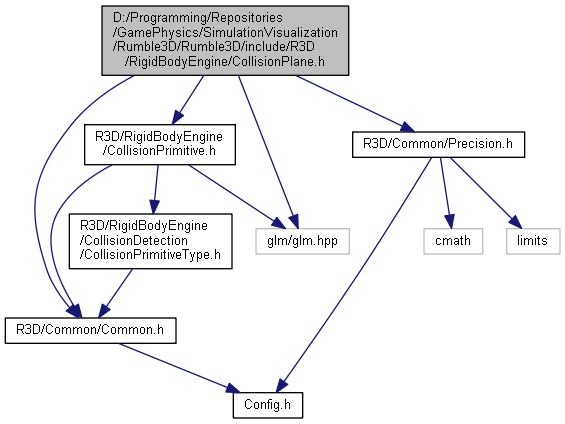 D:/Programming/Repositories
/GamePhysics/SimulationVisualization
/Rumble3D/Rumble3D/include/R3D
/RigidBodyEngine/CollisionPlane.h
R3D/RigidBodyEngine
/CollisionPrimitive.h
R3D/Common/Precision.h
R3D/RigidBodyEngine
/CollisionDetection
/CollisionPrimitiveType.h
glm/glm.hpp
cmath
limits
R3D/Common/Common.h
Config.h